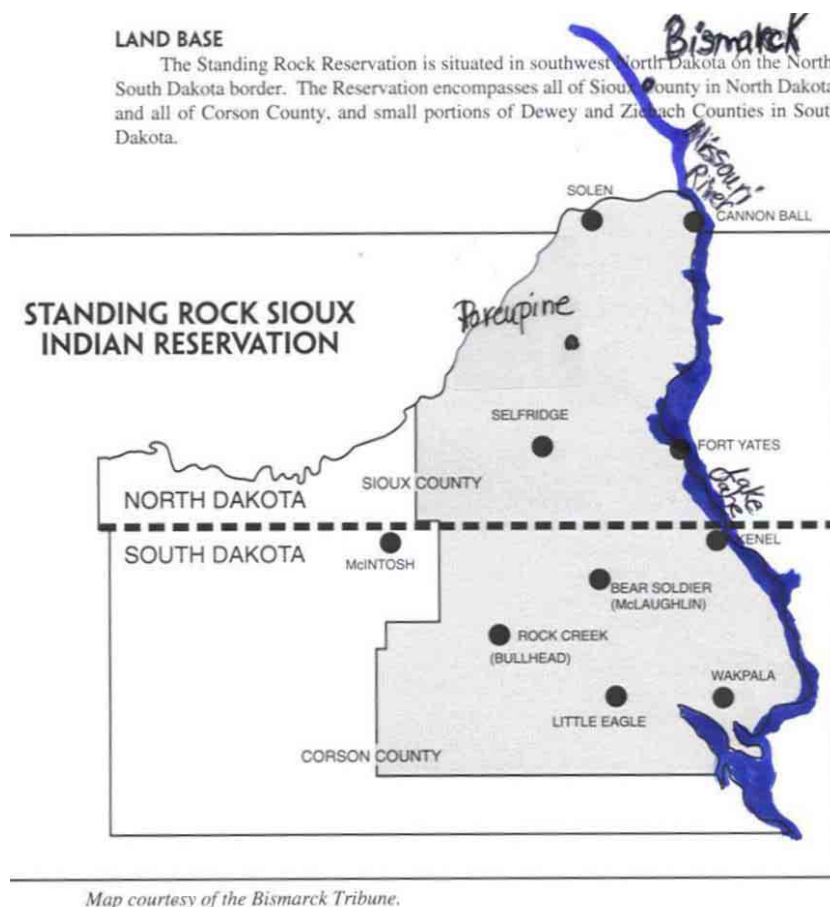 LAND BASE
Bismarck
The Standing Rock Reservation is situated in southwest North Dakota on the North
South Dakota border. The Reservation encompasses all of Sioux County in North Dakota
and all of Corson County, and small portions of Dewey and Ziebach Counties in Sout
Dakota.
Missouri
River
SOLEN
CANNON BALL
STANDING ROCK SIOUX
INDIAN RESERVATION
Porcupine
SELFRIDGE
FORT YATES
SIOUX COUNTY
Lake
Oahe
NORTH DAKOTA
SOUTH DAKOTA
KENEL
McINTOSH
BEAR SOLDIER
(McLAUGHLIN)
ROCK CREEK
(BULLHEAD)
WAKPALA
LITTLE EAGLE
CORSON COUNTY
Map courtesy of the Bismarck Tribune.